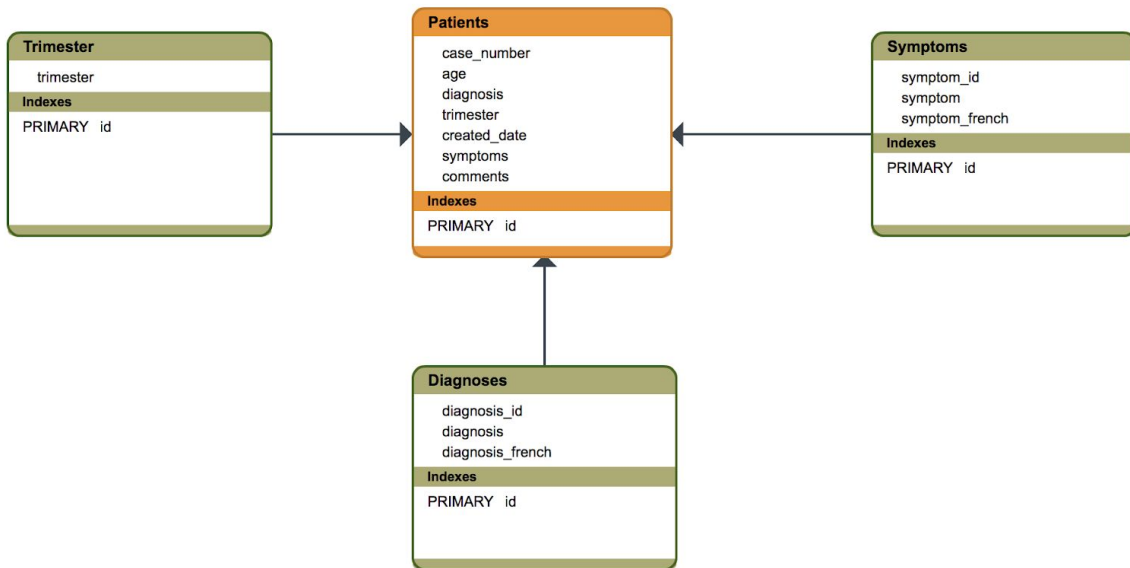 Trimester
trimester
Indexes
PRIMARY id
Patients
case_number
age
diagnosis
trimester
created_date
symptoms
comments
Indexes
PRIMARY id
Symptoms
symptom_id
symptom
symptom_french
Indexes
PRIMARY id
Diagnoses
diagnosis_id
diagnosis
diagnosis_french
Indexes
PRIMARY id